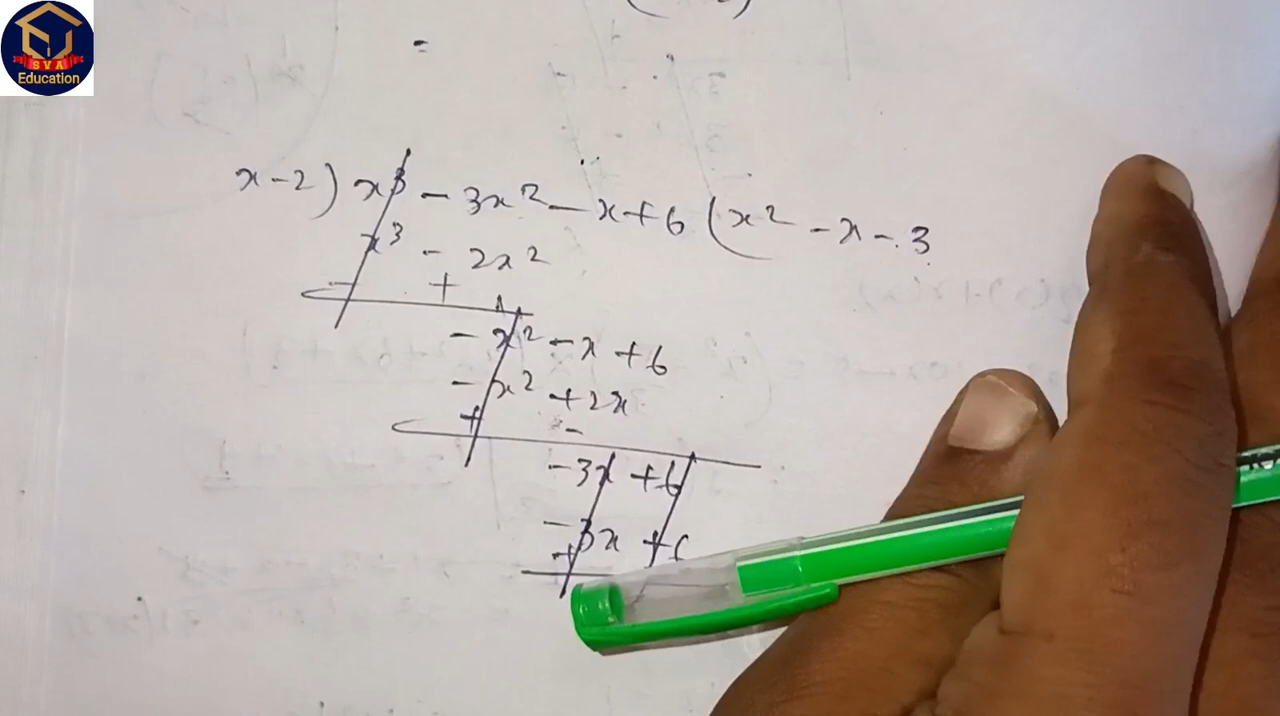 SVA
Education
x-2) x³ - 3x² - x + 6 (x² - x - 3
x³ - 2x²
- +
- x² - x + 6
- x² + 2x
+ -
- 3x + 6
- 3x + 6
+